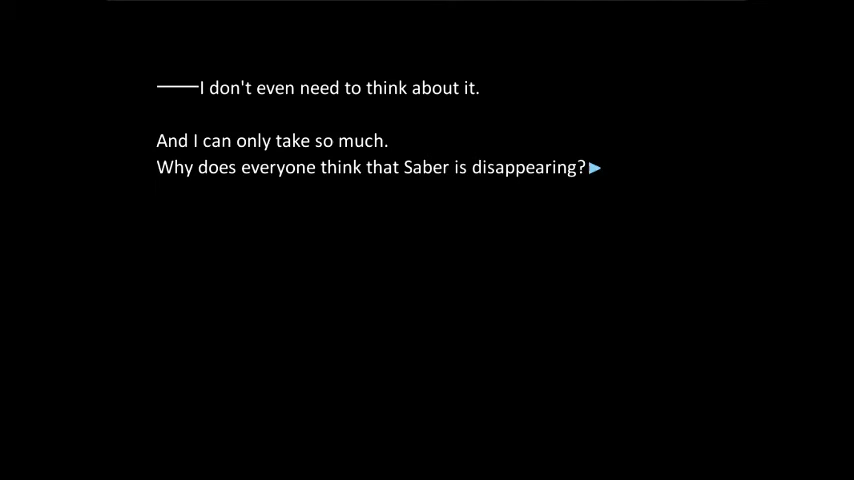 ───I don't even need to think about it.
And I can only take so much.
Why does everyone think that Saber is disappearing?